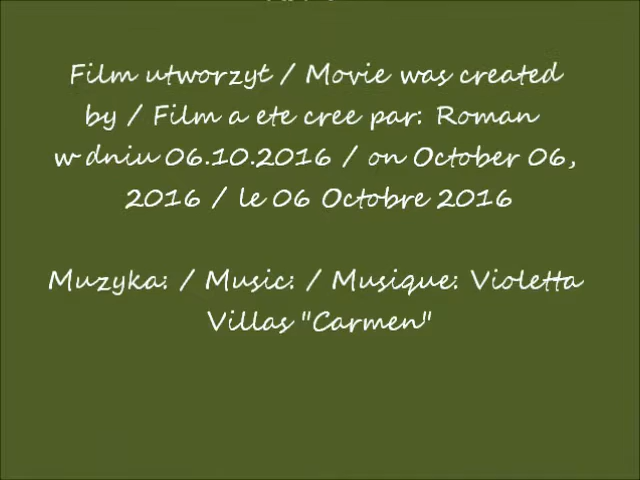 Film utworzył / Movie was created
by / Film a ete cree par: Roman
w dniu 06.10.2016 / on October 06,
2016 / le 06 Octobre 2016
Muzyka: / Music: / Musique: Violetta
Villas "Carmen"